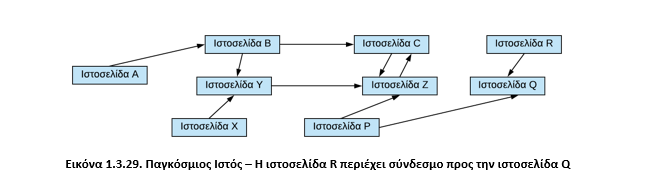 Ιστοσελίδα B
Ιστοσελίδα C
Ιστοσελίδα R
Ιστοσελίδα A
Ιστοσελίδα Y
Ιστοσελίδα Z
Ιστοσελίδα Q
Ιστοσελίδα X
Ιστοσελίδα P
Εικόνα 1.3.29. Παγκόσμιος Ιστός – Η ιστοσελίδα R περιέχει σύνδεσμο προς την ιστοσελίδα Q